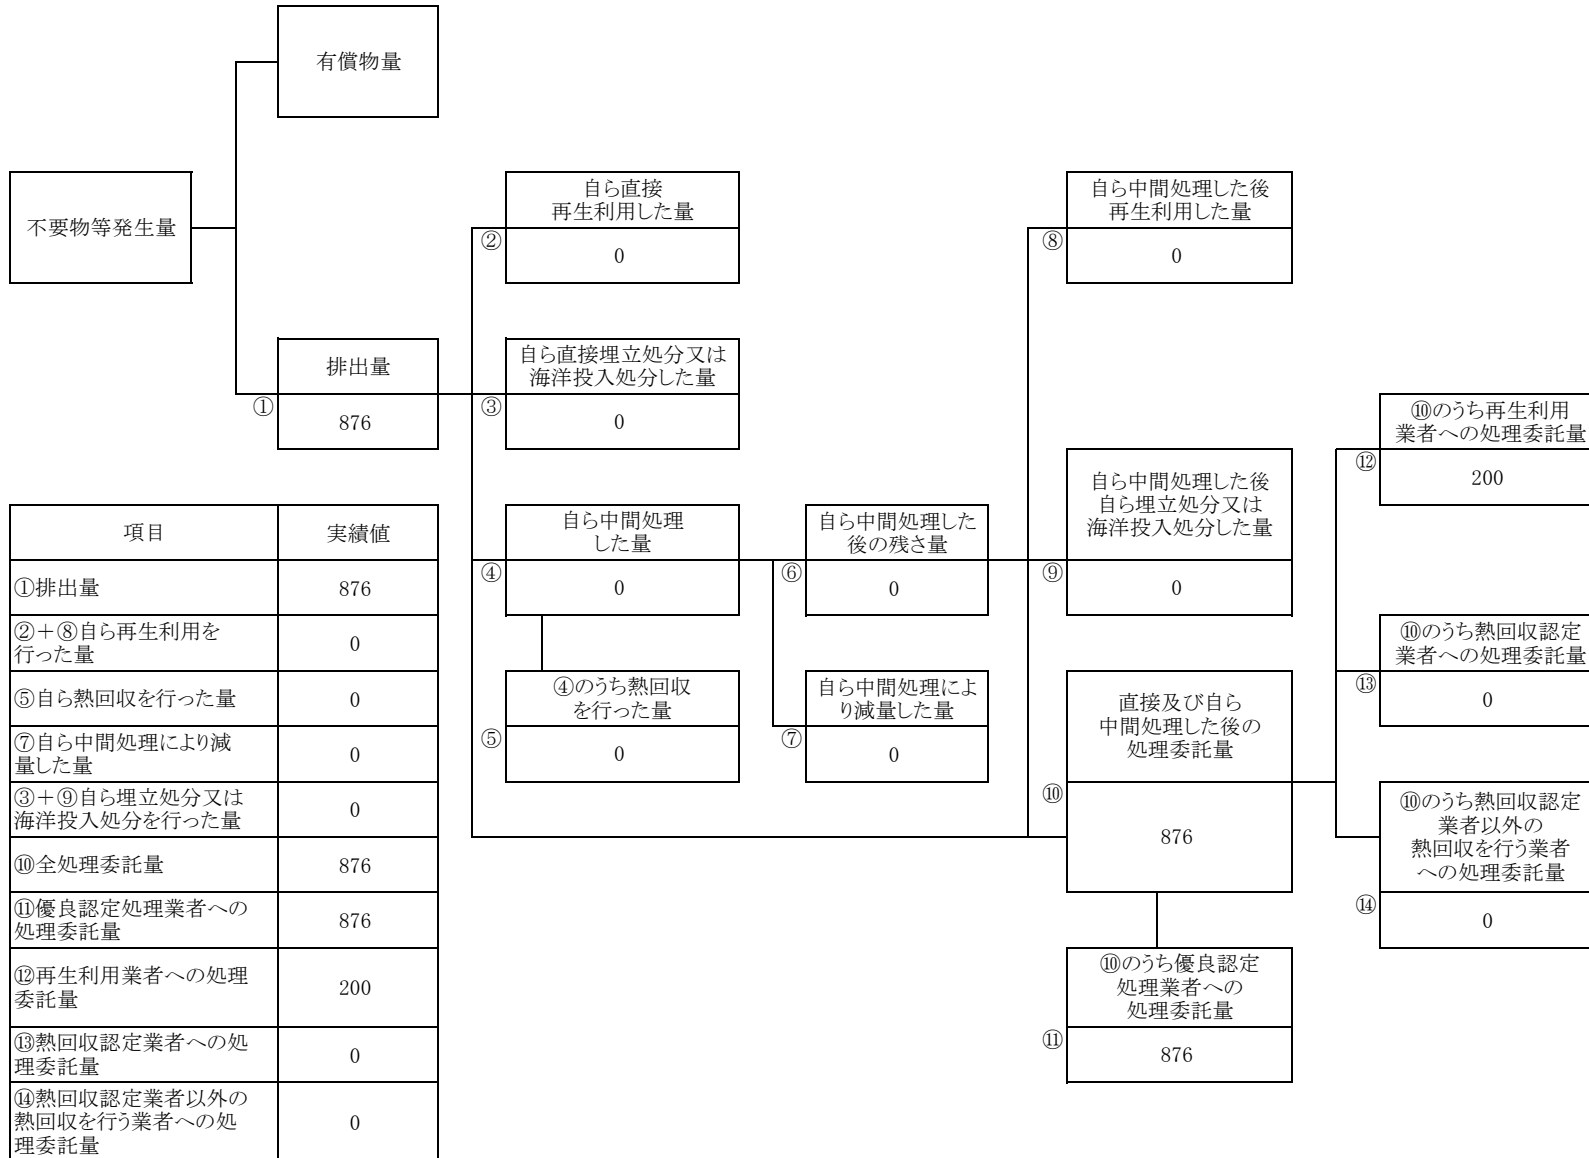 有償物量
不要物等発生量
自ら直接
再生利用した量
②
0
自ら中間処理した後
再生利用した量
⑧
0
排出量
①
876
自ら直接埋立処分又は
海洋投入処分した量
③
0
⑩のうち再生利用
業者への処理委託量
⑫
200
自ら中間処理
した量
④
0
自ら中間処理した
後の残さ量
⑥
0
自ら中間処理した後
自ら埋立処分又は
海洋投入処分した量
⑨
0
⑩のうち熱回収認定
業者への処理委託量
⑬
0
④のうち熱回収
を行った量
⑤
0
自ら中間処理によ
り減量した量
⑦
0
直接及び自ら
中間処理した後の
処理委託量
⑩
876
⑩のうち熱回収認定
業者以外の
熱回収を行う業者
への処理委託量
⑭
0
⑩のうち優良認定
処理業者への
処理委託量
⑪
876
項目 実績値
①排出量 876
②＋⑧自ら再生利用を
行った量 0
⑤自ら熱回収を行った量 0
⑦自ら中間処理により減
量した量 0
③＋⑨自ら埋立処分又は
海洋投入処分を行った量 0
⑩全処理委託量 876
⑪優良認定処理業者への
処理委託量 876
⑫再生利用業者への処理
委託量 200
⑬熱回収認定業者への処
理委託量 0
⑭熱回収認定業者以外の
熱回収を行う業者への処
理委託量 0